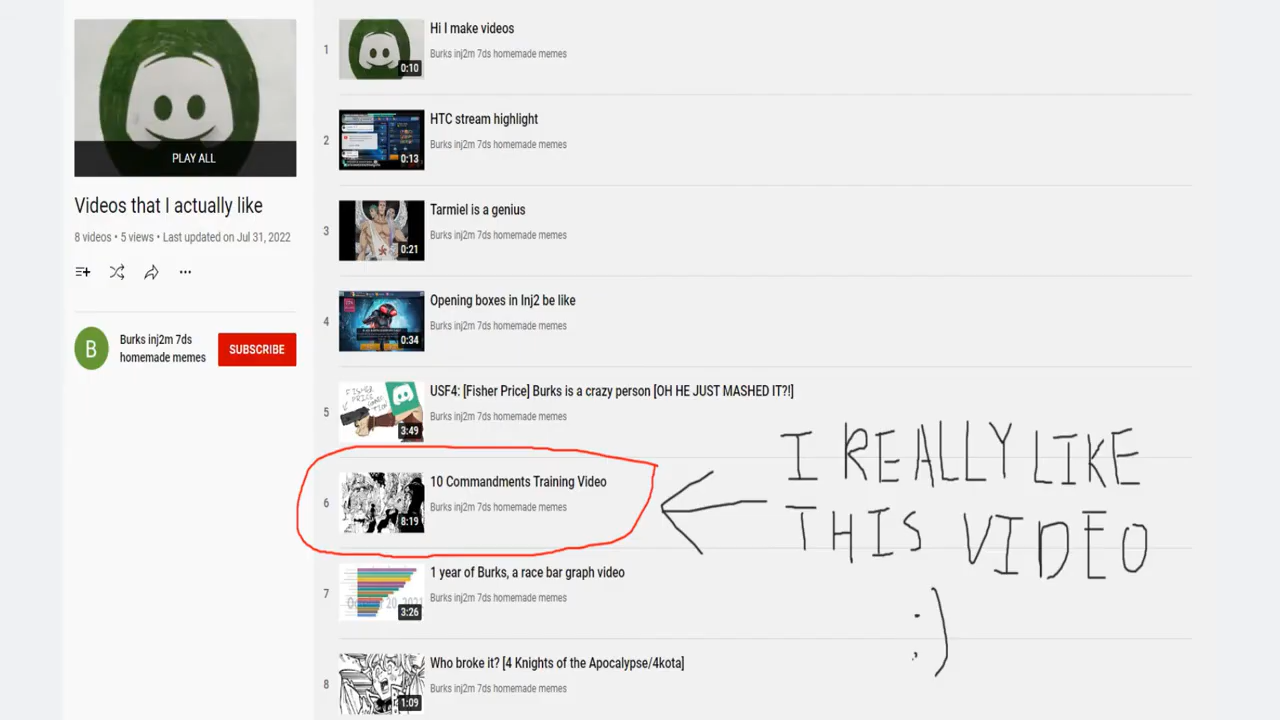 PLAY ALL
Videos that I actually like
8 videos • 5 views • Last updated on Jul 31, 2022
B
Burks inj2m 7ds
homemade memes
SUBSCRIBE
1
0:10
Hi I make videos
Burks inj2m 7ds homemade memes
2
0:13
HTC stream highlight
Burks inj2m 7ds homemade memes
3
0:21
Tarmiel is a genius
Burks inj2m 7ds homemade memes
4
0:34
Opening boxes in Inj2 be like
Burks inj2m 7ds homemade memes
5
FISHER
PRICE
3:49
USF4: [Fisher Price] Burks is a crazy person [OH HE JUST MASHED IT?!]
Burks inj2m 7ds homemade memes
6
8:19
10 Commandments Training Video
Burks inj2m 7ds homemade memes
I REALLY LIKE
THIS VIDEO
:)
7
3:26
1 year of Burks, a race bar graph video
Burks inj2m 7ds homemade memes
8
1:09
Who broke it? [4 Knights of the Apocalypse/4kota]
Burks inj2m 7ds homemade memes